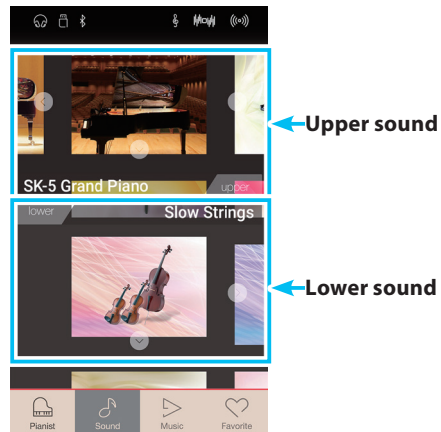 Upper sound
SK-5 Grand Piano
upper
lower
Slow Strings
Lower sound
Pianist
Sound
Music
Favorite